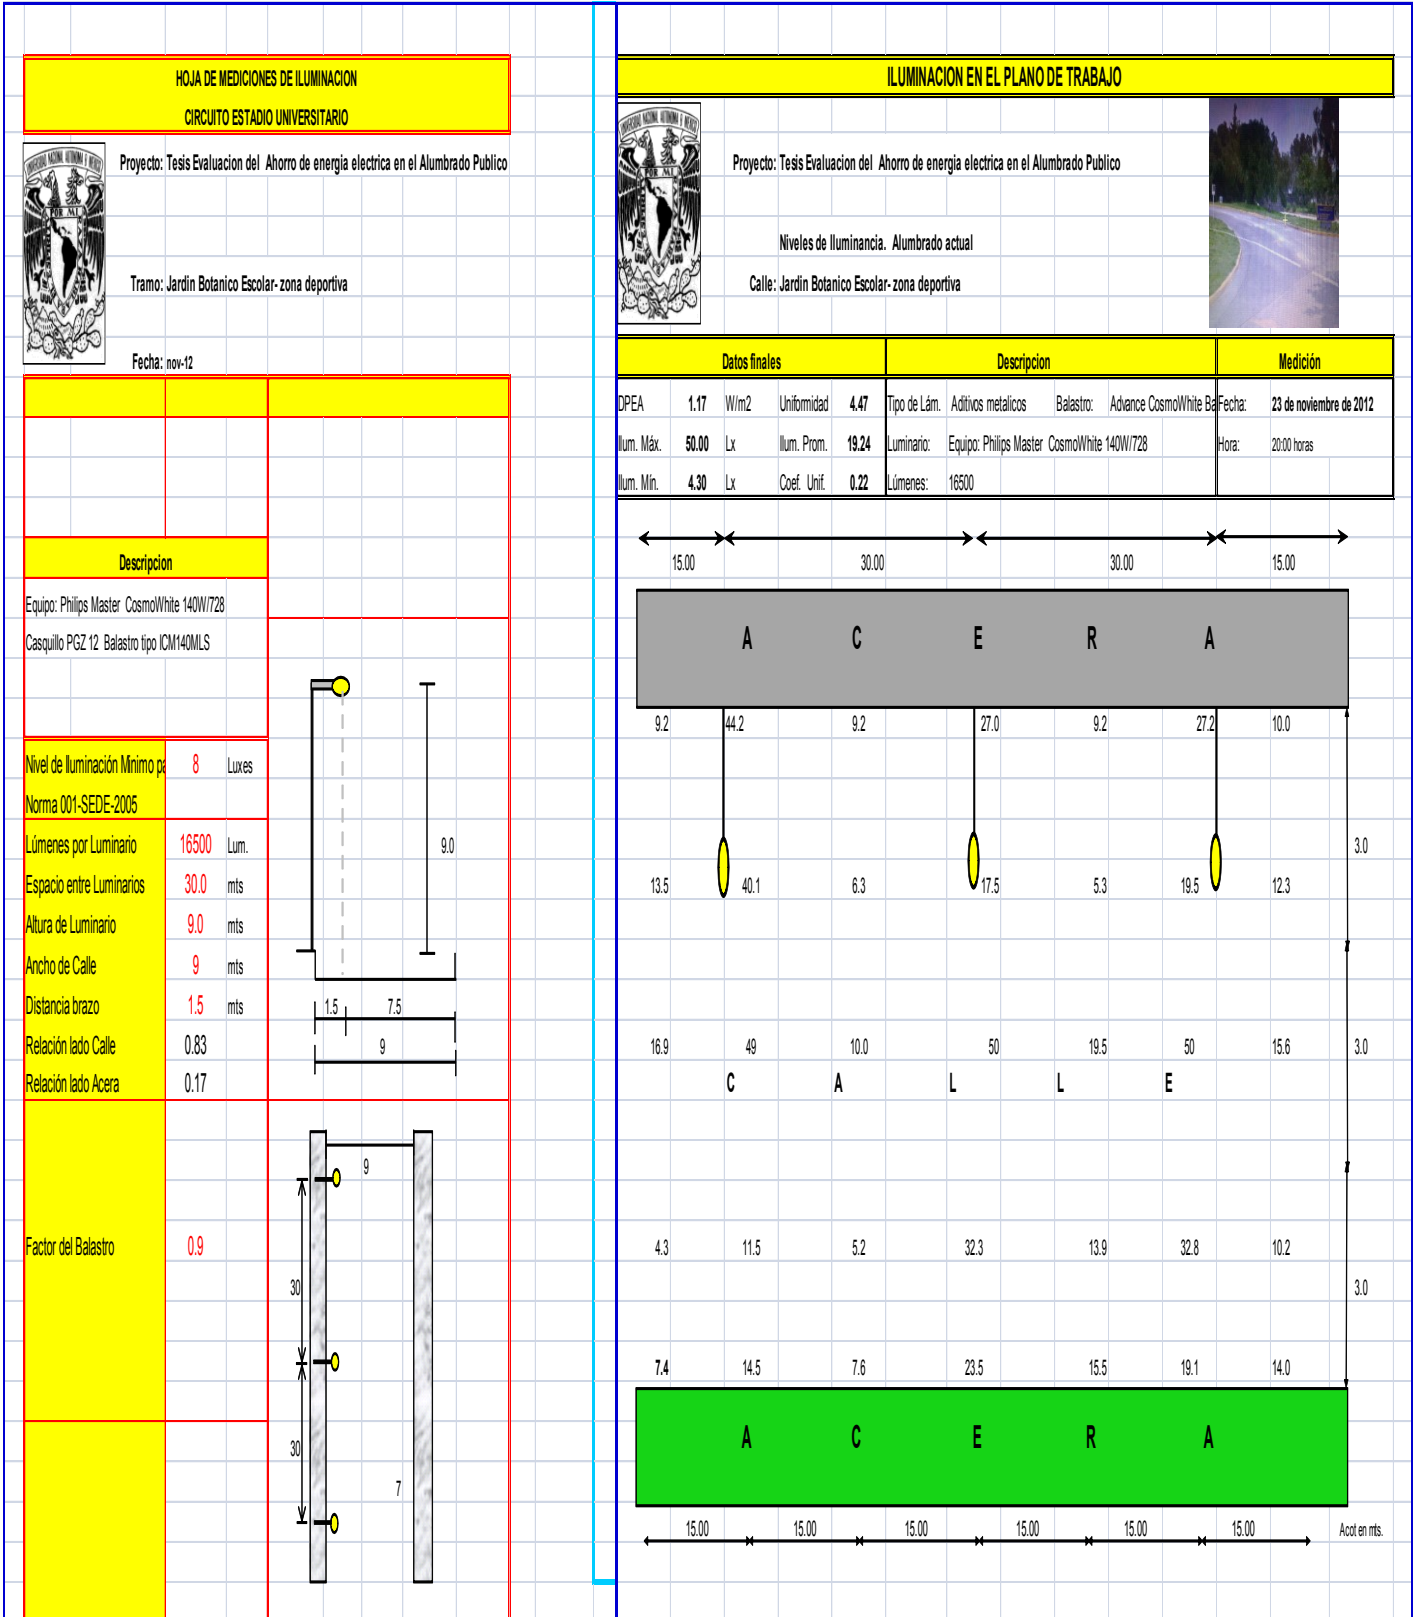 HOJA DE MEDICIONES DE ILUMINACION
CIRCUITO ESTADIO UNIVERSITARIO
Proyecto: Tesis Evaluacion del Ahorro de energia electrica en el Alumbrado Publico
Tramo: Jardin Botanico Escolar- zona deportiva
Fecha: nov-12
Descripcion
Equipo: Philips Master CosmoWhite 140W/728
Casquillo PGZ 12 Balastro tipo ICM140MLS
Nivel de Iluminación Minimo pa 8 Luxes
Norma 001-SEDE-2005
Lúmenes por Luminario 16500 Lum.
Espacio entre Luminarios 30.0 mts
Altura de Luminario 9.0 mts
Ancho de Calle 9 mts
Distancia brazo 1.5 mts
Relación lado Calle 0.83
Relación lado Acera 0.17
Factor del Balastro 0.9
9.0
1.5 7.5
9
9
30
30
7
ILUMINACION EN EL PLANO DE TRABAJO
POR MI
Proyecto: Tesis Evaluacion del Ahorro de energia electrica en el Alumbrado Publico
Niveles de Iluminancia. Alumbrado actual
Calle: Jardin Botanico Escolar- zona deportiva
Datos finales Descripcion Medición
DPEA 1.17 W/m2 Uniformidad 4.47 Tipo de Lám. Aditivos metalicos Balastro: Advance CosmoWhite Ba Fecha: 23 de noviembre de 2012
Ilum. Máx. 50.00 Lx Ilum. Prom. 19.24 Luminario: Equipo: Philips Master CosmoWhite 140W/728 Hora: 20:00 horas
Ilum. Mín. 4.30 Lx Coef. Unif. 0.22 Lúmenes: 16500
15.00 30.00 30.00 15.00
A C E R A
9.2 44.2 9.2 27.0 9.2 27.2 10.0
3.0
13.5 40.1 6.3 17.5 5.3 19.5 12.3
16.9 49 10.0 50 19.5 50 15.6 3.0
C A L L E
4.3 11.5 5.2 32.3 13.9 32.8 10.2
3.0
7.4 14.5 7.6 23.5 15.5 19.1 14.0
A C E R A
15.00 15.00 15.00 15.00 15.00 15.00 Acot en mts.